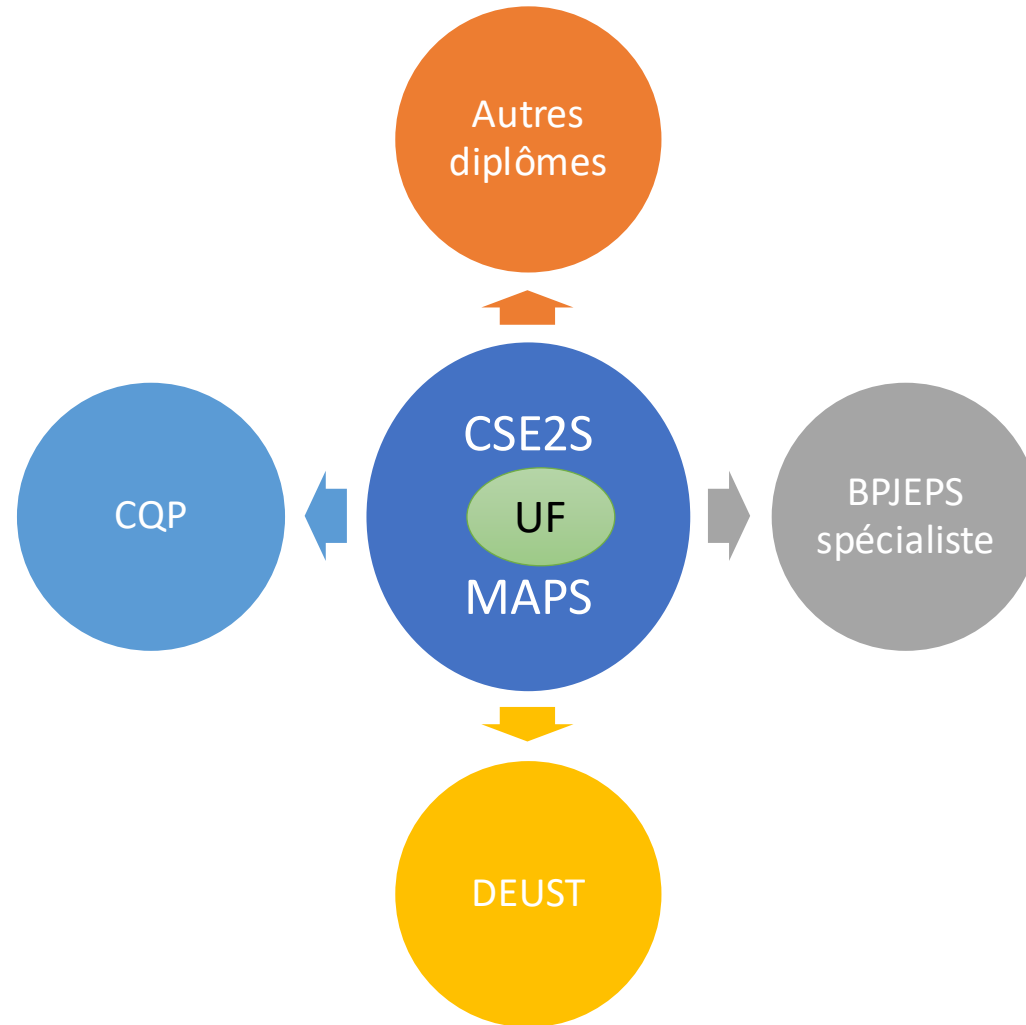 Autres
diplômes
CSE2S
CQP
UF
BPJEPS
spécialiste
MAPS
DEUST